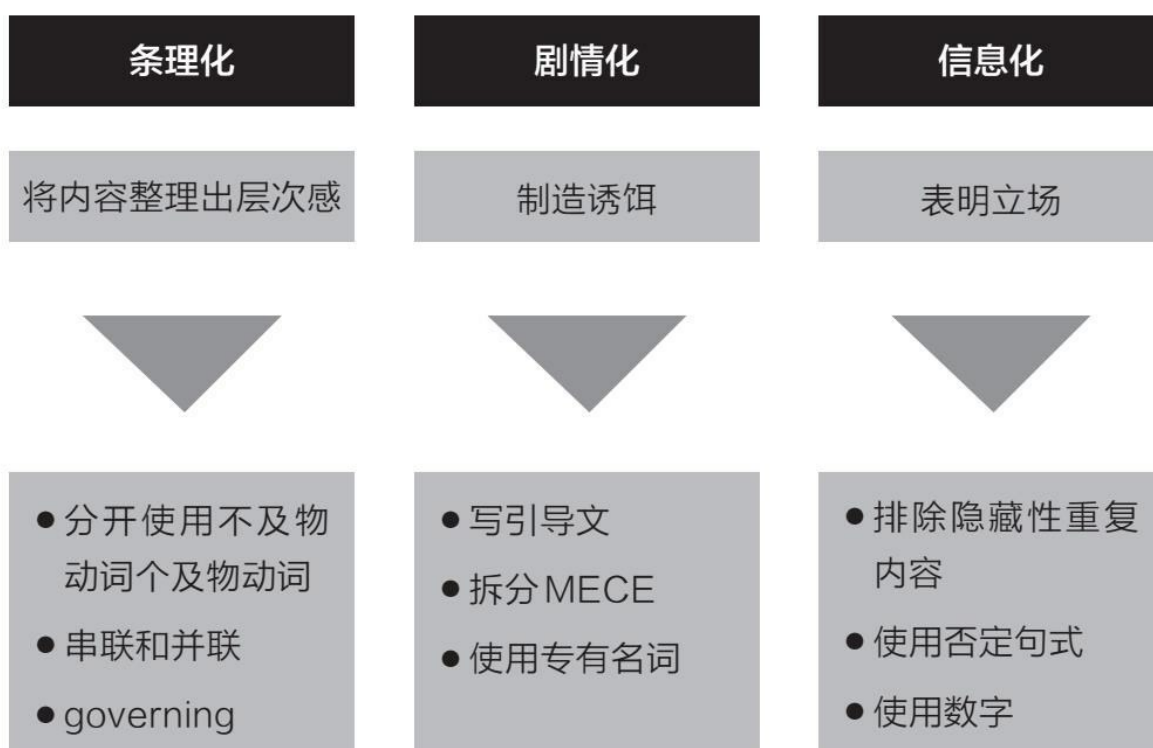 条理化
将内容整理出层次感
●分开使用不及物
动词个及物动词
●串联和并联
●governing
剧情化
制造诱饵
●写引导文
●拆分MECE
●使用专有名词
信息化
表明立场
●排除隐藏性重复
内容
●使用否定句式
●使用数字